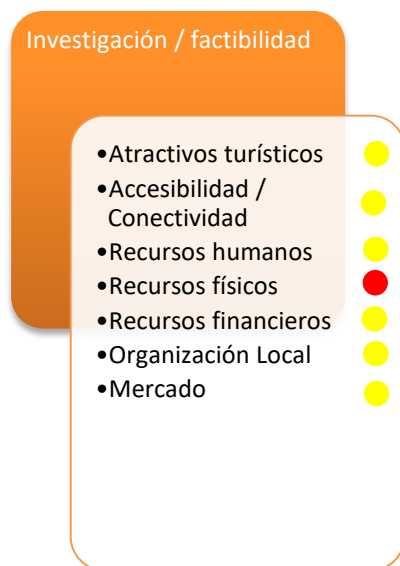 Investigación / factibilidad
•Atractivos turísticos
•Accesibilidad /
Conectividad
•Recursos humanos
•Recursos físicos
•Recursos financieros
•Organización Local
•Mercado